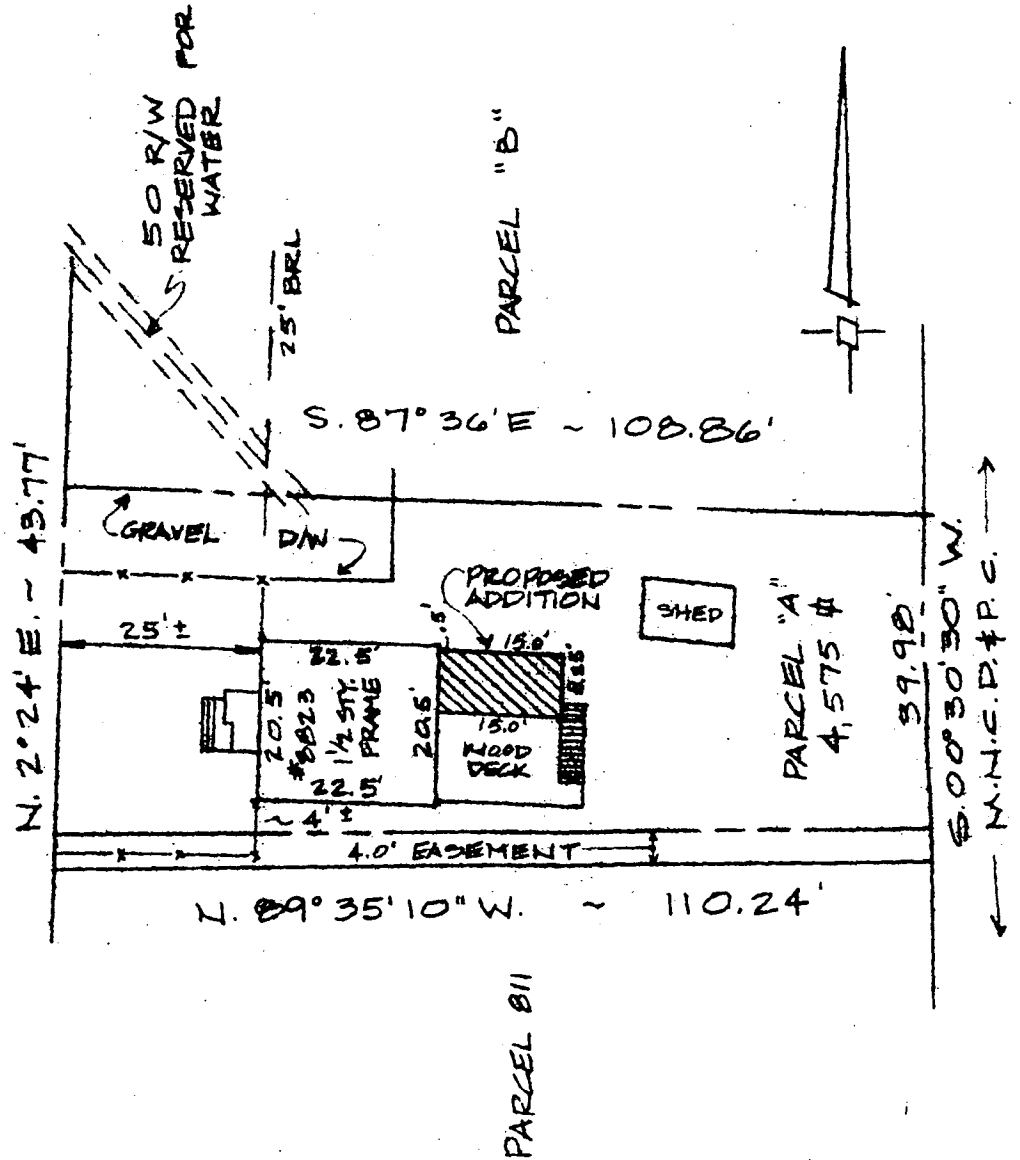 50 R/W
RESERVED FOR
WATER
25' BRL
PARCEL "B"
N. 2°24' E. ~ 43.77'
S. 87°36' E ~ 108.86'
GRAVEL
D/W
PROPOSED
ADDITION
SHED
25' ±
22.5'
.5'
15.0'
20.5'
#8823
1 1/2 STY.
FRAME
20.5'
15.0'
WOOD
DECK
22.5'
~ 4' ±
PARCEL "A"
4,575 #
39.98'
S. 00°30'30" W.
M.N.C.P. & P.C.
4.0' EASEMENT
N. 89°35'10" W. ~ 110.24'
PARCEL 811